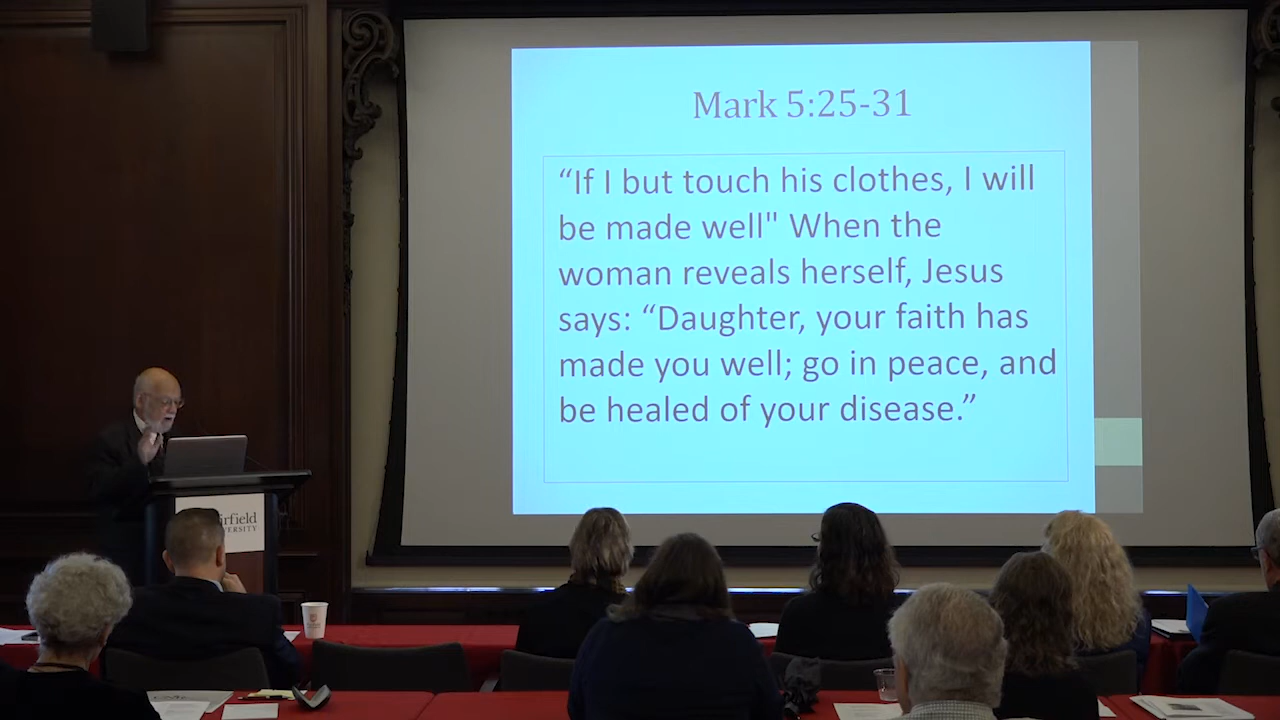 Mark 5:25-31
“If I but touch his clothes, I will
be made well" When the
woman reveals herself, Jesus
says: “Daughter, your faith has
made you well; go in peace, and
be healed of your disease.”